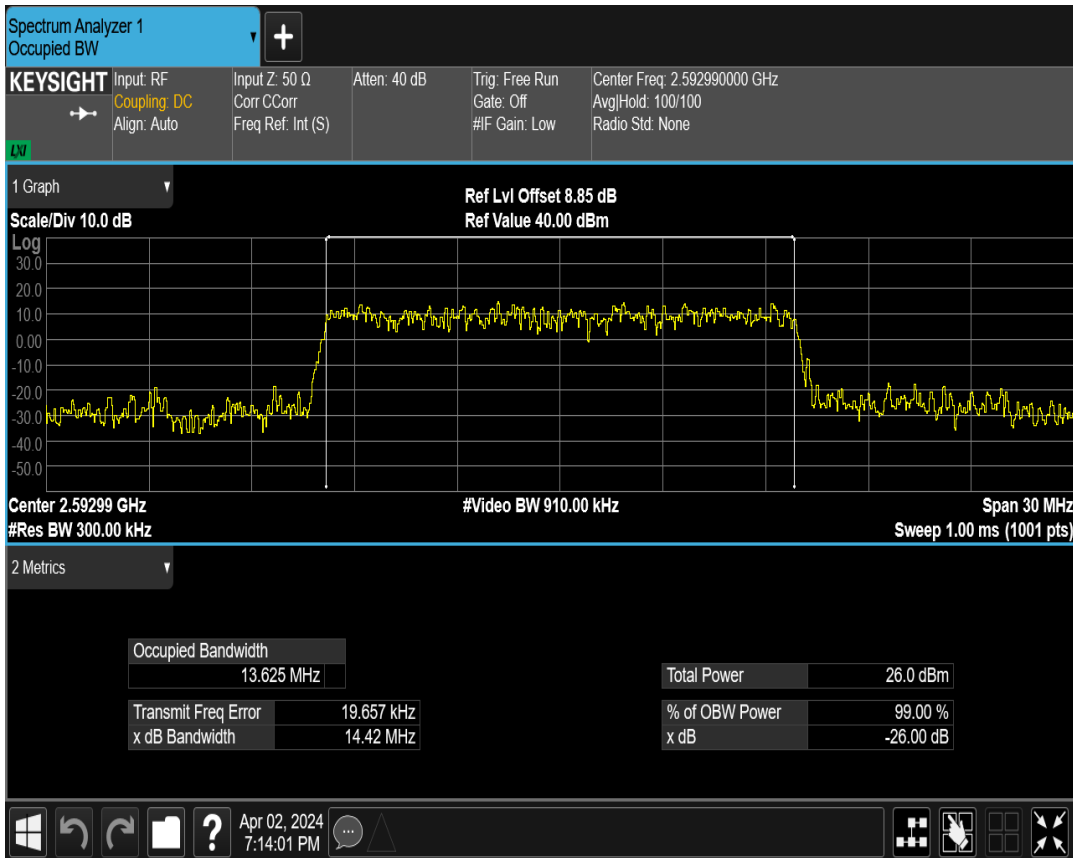 Spectrum Analyzer 1
Occupied BW
+
KEYSIGHT
LXI
Input: RF
Coupling: DC
Align: Auto
Input Z: 50 Ω
Corr CCorr
Freq Ref: Int (S)
Atten: 40 dB
Trig: Free Run
Gate: Off
#IF Gain: Low
Center Freq: 2.592990000 GHz
Avg|Hold: 100/100
Radio Std: None
1 Graph
Scale/Div 10.0 dB
Ref Lvl Offset 8.85 dB
Ref Value 40.00 dBm
Log
30.0
20.0
10.0
0.00
-10.0
-20.0
-30.0
-40.0
-50.0
Center 2.59299 GHz
#Video BW 910.00 kHz
Span 30 MHz
#Res BW 300.00 kHz
Sweep 1.00 ms (1001 pts)
2 Metrics
Occupied Bandwidth
13.625 MHz
Transmit Freq Error 19.657 kHz
x dB Bandwidth 14.42 MHz
Total Power 26.0 dBm
% of OBW Power 99.00 %
x dB -26.00 dB
?
Apr 02, 2024
7:14:01 PM